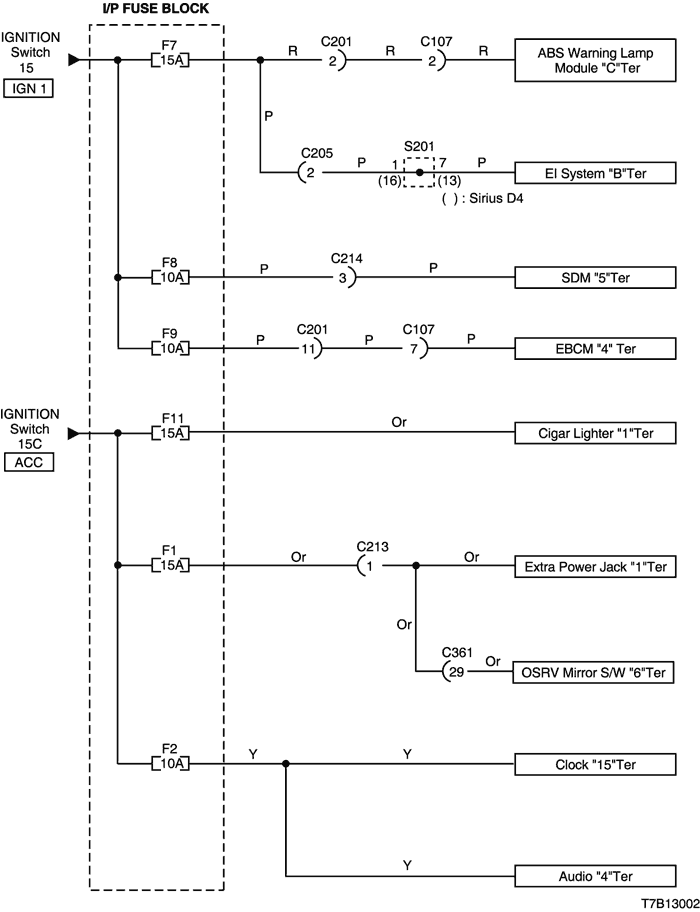 I/P FUSE BLOCK
IGNITION
Switch
15
IGN 1
F7
15A
R
C201
2
R
C107
2
R
ABS Warning Lamp
Module "C"Ter
P
C205
2
P
S201
1
7
(16)
(13)
P
EI System "B"Ter
( ) : Sirius D4
F8
10A
P
C214
3
P
SDM "5"Ter
F9
10A
P
C201
11
P
C107
7
P
EBCM "4" Ter
IGNITION
Switch
15C
ACC
F11
15A
Or
Cigar Lighter "1"Ter
F1
15A
Or
C213
1
Or
Extra Power Jack "1"Ter
Or
C361
29
Or
OSRV Mirror S/W "6"Ter
F2
10A
Y
Y
Clock "15"Ter
Y
Audio "4"Ter
T7B13002